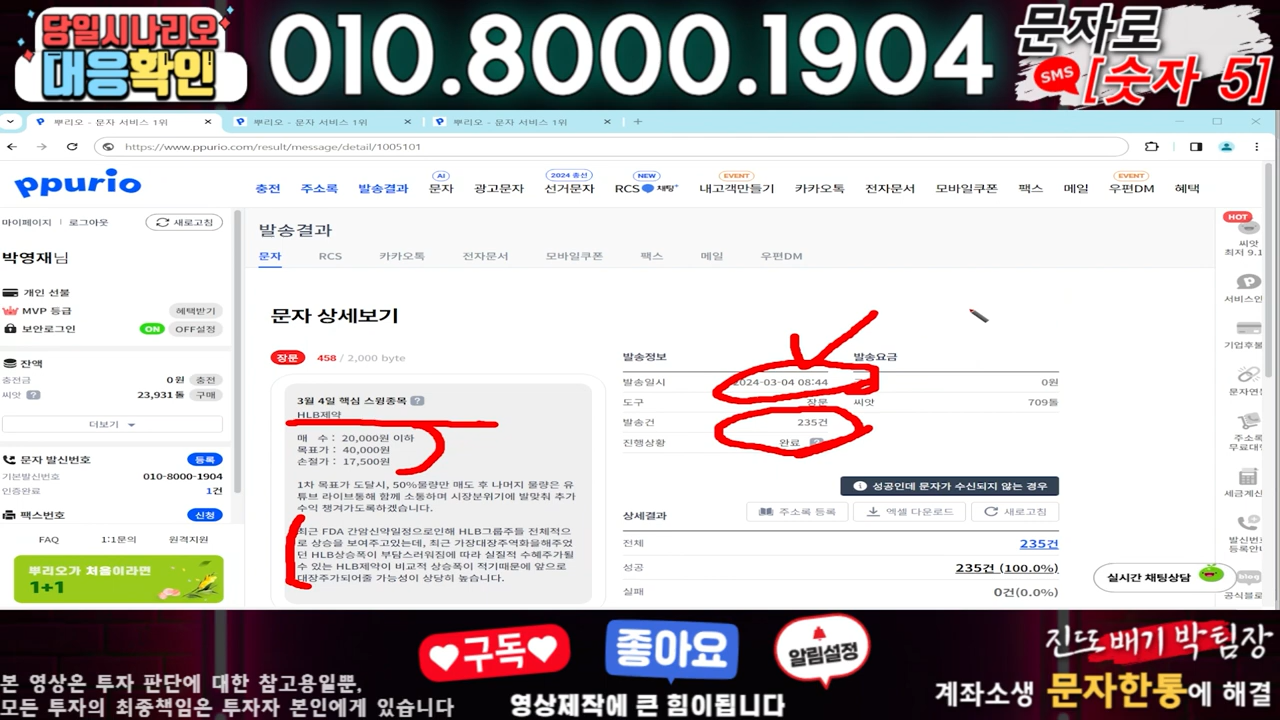 당일시나리오
대응확인
010.8000.1904
문자로
SMS
[숫자 5]
뿌리오 - 문자 서비스 1위
뿌리오 - 문자 서비스 1위
뿌리오 - 문자 서비스 1위
https://www.ppurio.com/result/message/detail/1005101
ppurio
AI
2024 총선
NEW
EVENT
EVENT
충전 주소록 발송결과 문자 광고문자 선거문자 RCS 채팅+ 내고객만들기 카카오톡 전자문서 모바일쿠폰 팩스 메일 우편DM 혜택
마이페이지 | 로그아웃
새로고침
박영재님
개인 선불
MVP 등급 혜택받기
보안로그인 ON OFF설정
잔액
충전금 0원 충전
씨앗 ? 23,931톨 구매
더보기
문자 발신번호 등록
기본발신번호 010-8000-1904
인증완료 1건
팩스번호 신청
FAQ 1:1문의 원격지원
뿌리오가 처음이라면
1+1
발송결과
문자 RCS 카카오톡 전자문서 모바일쿠폰 팩스 메일 우편DM
문자 상세보기
장문 458 / 2,000 byte
3월 4일 핵심 스윙종목 ?
HLB제약
매 수 : 20,000원 이하
목표가 : 40,000원
손절가 : 17,500원
1차 목표가 도달시, 50%물량만 매도 후 나머지 물량은 유
튜브 라이브통해 함께 소통하며 시장분위기에 발맞춰 추가
수익 챙겨가도록하겠습니다.
최근 FDA 간암신약일정으로인해 HLB그룹주들 전체적으
로 상승을 보여주고있는데, 최근 가장대장주역화을해주었
던 HLB상승폭이 부담스러워짐에 따라 실질적 수혜주가될
수 있는 HLB제약이 비교적 상승폭이 적기때문에 앞으로
대장주가되어줄 가능성이 상당히 높습니다.
발송정보
발송일시 2024-03-04 08:44
도구 장문
발송건 235건
진행상황 완료 ?
발송요금
0원
씨앗 709톨
성공인데 문자가 수신되지 않는 경우
상세결과
주소록 등록
엑셀 다운로드
새로고침
전체 235건
성공 235건 (100.0%)
실패 0건(0.0%)
HOT
씨앗
최저 9.1
서비스인
기업후불
문자연동
주소록
무료대행
세금계산
발신번호
등록안내
blog
공식블로
실시간 채팅상담
구독
좋아요
알림설정
영상제작에 큰 힘이됩니다
본 영상은 투자 판단에 대한 참고용일뿐,
모든 투자의 최종책임은 투자자 본인에게 있습니다
진또배기 박팀장
계좌소생 문자한통에 해결